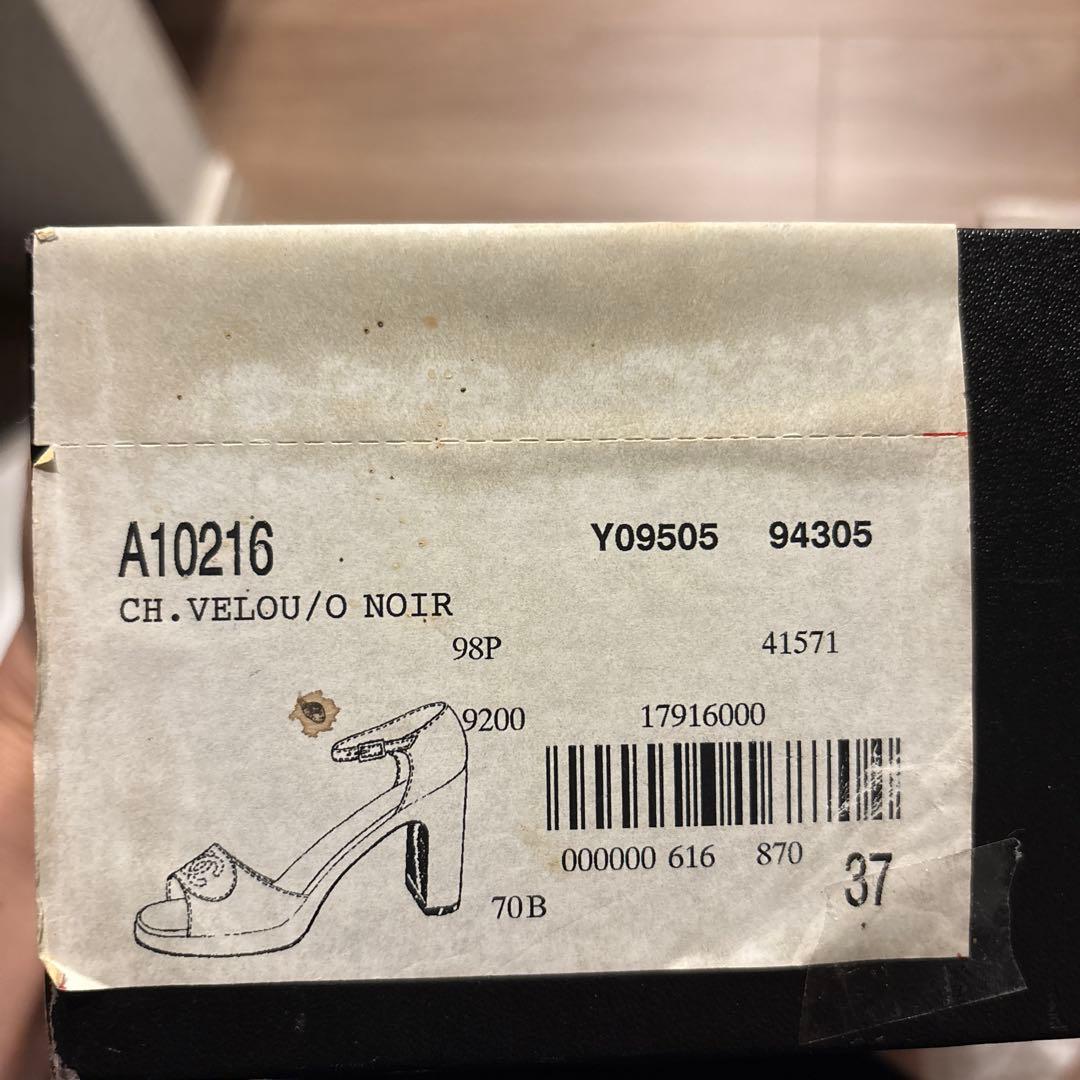 A10216 Y09505 94305
CH.VELOU/O NOIR
98P 41571
9200 17916000
000000 616 870
37
70B